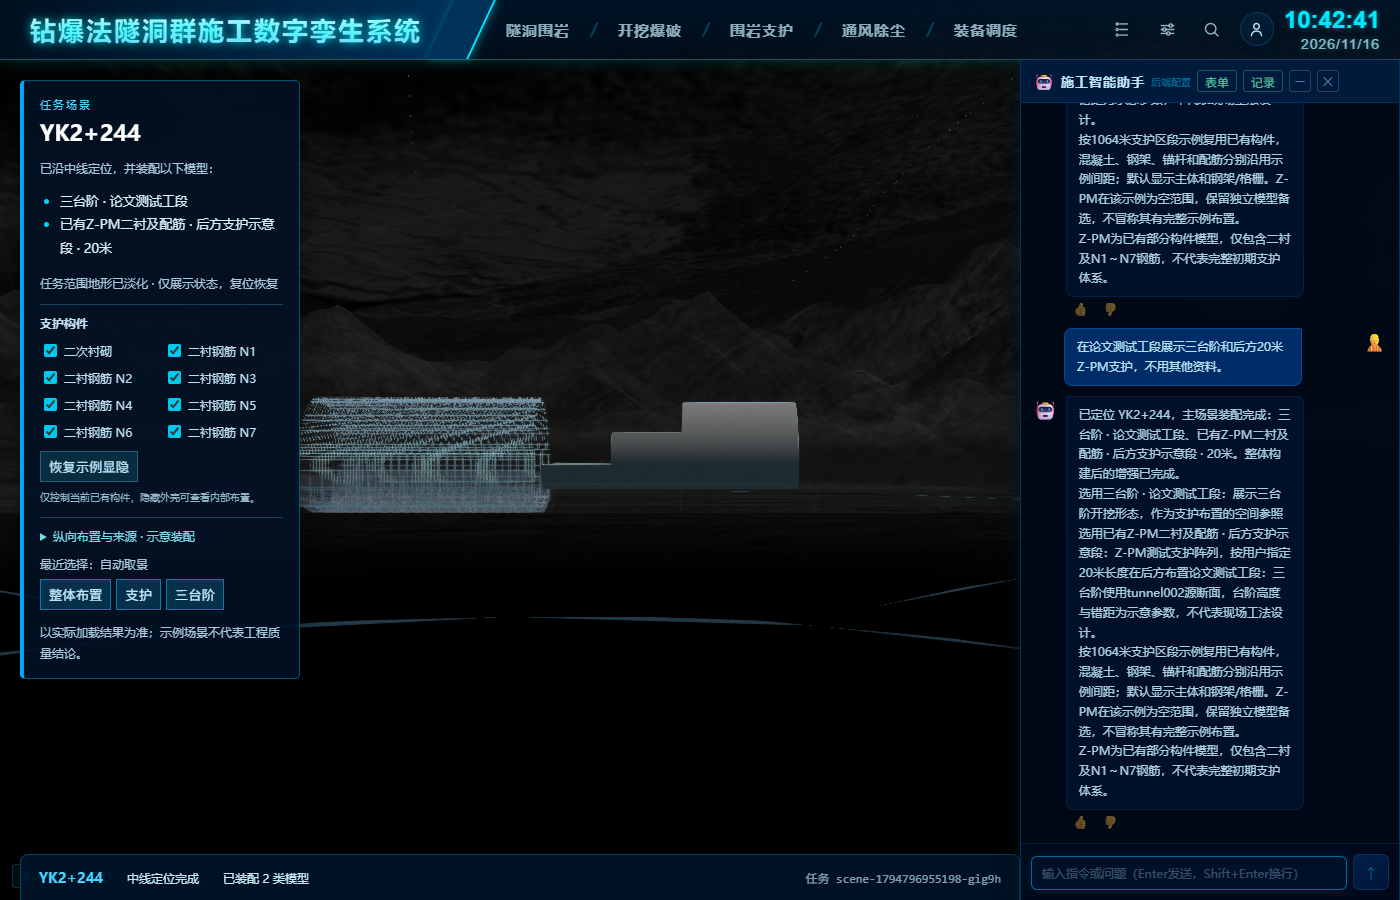 钻爆法隧洞群施工数字孪生系统
隧洞围岩 / 开挖爆破 / 围岩支护 / 通风除尘 / 装备调度
10:42:41
2026/11/16
任务场景
YK2+244
已沿中线定位，并装配以下模型：
三台阶 · 论文测试工段
已有Z-PM二衬及配筋 · 后方支护示意
段 · 20米
任务范围地形已淡化 · 仅展示状态，复位恢复
支护构件
二次衬砌
二衬钢筋 N1
二衬钢筋 N2
二衬钢筋 N3
二衬钢筋 N4
二衬钢筋 N5
二衬钢筋 N6
二衬钢筋 N7
恢复示例显隐
仅控制当前已有构件，隐藏外壳可查看内部布置。
纵向布置与来源 · 示意装配
最近选择：自动取景
整体布置
支护
三台阶
以实际加载结果为准；示例场景不代表工程质
量结论。
YK2+244
中线定位完成
已装配 2 类模型
任务 scene-1794796955198-gig9h
施工智能助手
后端配置
表单
记录
计。
按1064米支护区段示例复用已有构件，
混凝土、钢架、锚杆和配筋分别沿用示
例间距；默认显示主体和钢架/格栅。Z-
PM在该示例为空范围，保留独立模型备
选，不冒称其有完整示例布置。
Z-PM为已有部分构件模型，仅包含二衬
及N1～N7钢筋，不代表完整初期支护
体系。
在论文测试工段展示三台阶和后方20米
Z-PM支护，不用其他资料。
已定位 YK2+244，主场景装配完成：三
台阶 · 论文测试工段、已有Z-PM二衬及
配筋 · 后方支护示意段 · 20米。整体构
建后的增强已完成。
选用三台阶 · 论文测试工段：展示三台
阶开挖形态，作为支护布置的空间参照
选用已有Z-PM二衬及配筋 · 后方支护示
意段：Z-PM测试支护阵列，按用户指定
20米长度在后方布置论文测试工段：三
台阶使用tunnel002源断面，台阶高度
与错距为示意参数，不代表现场工法设
计。
按1064米支护区段示例复用已有构件，
混凝土、钢架、锚杆和配筋分别沿用示
例间距；默认显示主体和钢架/格栅。Z-
PM在该示例为空范围，保留独立模型备
选，不冒称其有完整示例布置。
Z-PM为已有部分构件模型，仅包含二衬
及N1～N7钢筋，不代表完整初期支护
体系。
输入指令或问题（Enter发送，Shift+Enter换行）